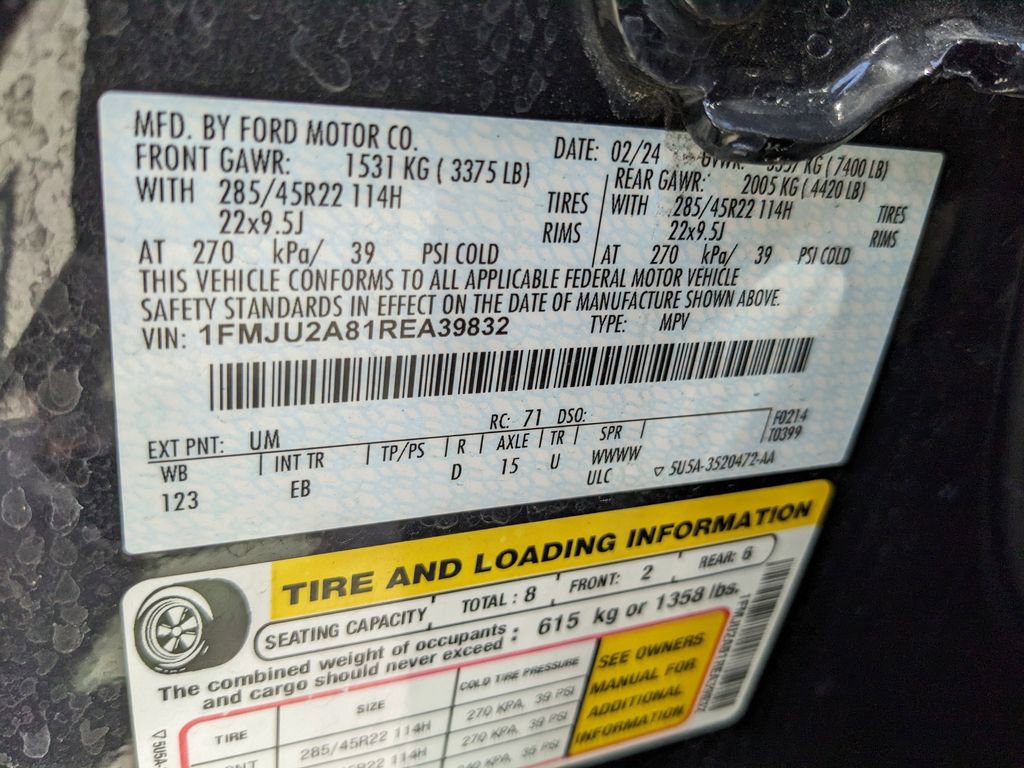 MFD. BY FORD MOTOR CO.
DATE: 02/24 GVWR: KG ( 7400 LB)
FRONT GAWR: 1531 KG ( 3375 LB)
REAR GAWR: 2005 KG ( 4420 LB)
WITH 285/45R22 114H TIRES
WITH 285/45R22 114H TIRES
22x9.5J RIMS
22x9.5J RIMS
AT 270 kPa/ 39 PSI COLD
AT 270 kPa/ 39 PSI COLD
THIS VEHICLE CONFORMS TO ALL APPLICABLE FEDERAL MOTOR VEHICLE
SAFETY STANDARDS IN EFFECT ON THE DATE OF MANUFACTURE SHOWN ABOVE.
VIN: 1FMJU2A81REA39832 TYPE: MPV
EXT PNT: UM RC: 71 DSO:
F0214
T0399
WB INT TR TP/PS R AXLE TR SPR
123 EB D 15 U WWWW
ULC 5U5A-3520472-AA
TIRE AND LOADING INFORMATION
SEATING CAPACITY TOTAL : 8 FRONT: 2 REAR: 6
The combined weight of occupants
and cargo should never exceed : 615 kg or 1358 lbs.
TIRE SIZE COLD TIRE PRESSURE
285/45R22 114H 270 KPA, 39 PSI
114H 270 KPA, 39 PSI
35 PSI
SEE OWNERS
MANUAL FOR
ADDITIONAL
INFORMATION
5U5A-